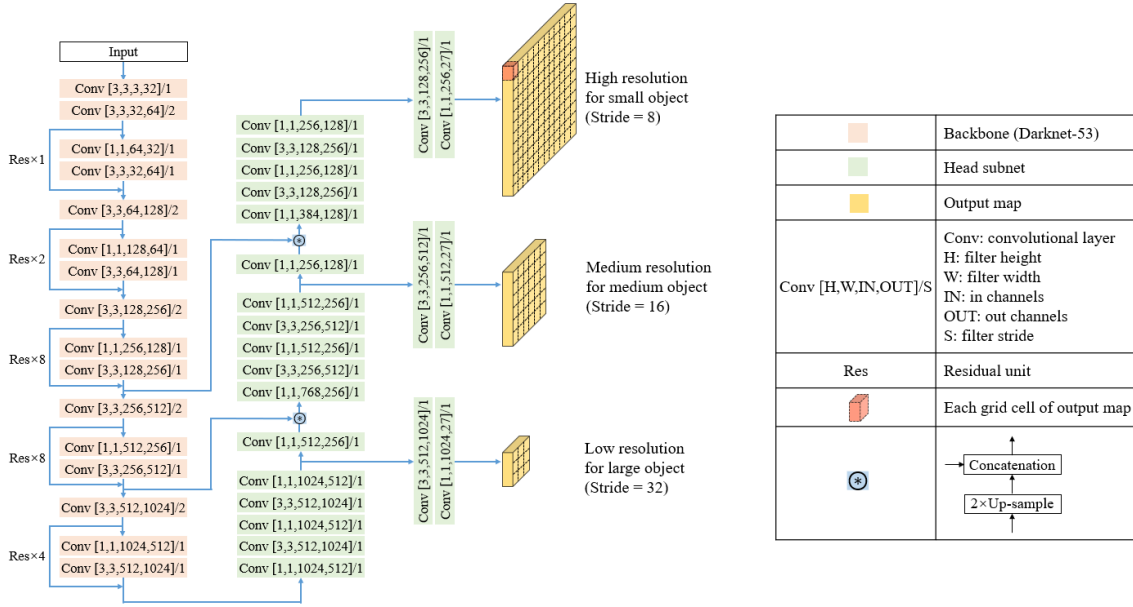 Input
Conv [3,3,3,32]/1
Conv [3,3,32,64]/2
Res×1
Conv [1,1,64,32]/1
Conv [3,3,32,64]/1
Conv [3,3,64,128]/2
Res×2
Conv [1,1,128,64]/1
Conv [3,3,64,128]/1
Conv [3,3,128,256]/2
Res×8
Conv [1,1,256,128]/1
Conv [3,3,128,256]/1
Conv [3,3,256,512]/2
Res×8
Conv [1,1,512,256]/1
Conv [3,3,256,512]/1
Conv [3,3,512,1024]/2
Res×4
Conv [1,1,1024,512]/1
Conv [3,3,512,1024]/1
Conv [1,1,256,128]/1
Conv [3,3,128,256]/1
Conv [1,1,256,128]/1
Conv [3,3,128,256]/1
Conv [1,1,384,128]/1
Conv [1,1,256,128]/1
Conv [1,1,512,256]/1
Conv [3,3,256,512]/1
Conv [1,1,512,256]/1
Conv [3,3,256,512]/1
Conv [1,1,768,256]/1
Conv [1,1,512,256]/1
Conv [1,1,1024,512]/1
Conv [3,3,512,1024]/1
Conv [1,1,1024,512]/1
Conv [3,3,512,1024]/1
Conv [1,1,1024,512]/1
Conv [3,3,128,256]/1
Conv [1,1,256,27]/1
High resolution
for small object
(Stride = 8)
Conv [3,3,256,512]/1
Conv [1,1,512,27]/1
Medium resolution
for medium object
(Stride = 16)
Conv [3,3,512,1024]/1
Conv [1,1,1024,27]/1
Low resolution
for large object
(Stride = 32)
Backbone (Darknet-53)
Head subnet
Output map
Conv [H,W,IN,OUT]/S
Conv: convolutional layer
H: filter height
W: filter width
IN: in channels
OUT: out channels
S: filter stride
Res
Residual unit
Each grid cell of output map
Concatenation
2×Up-sample